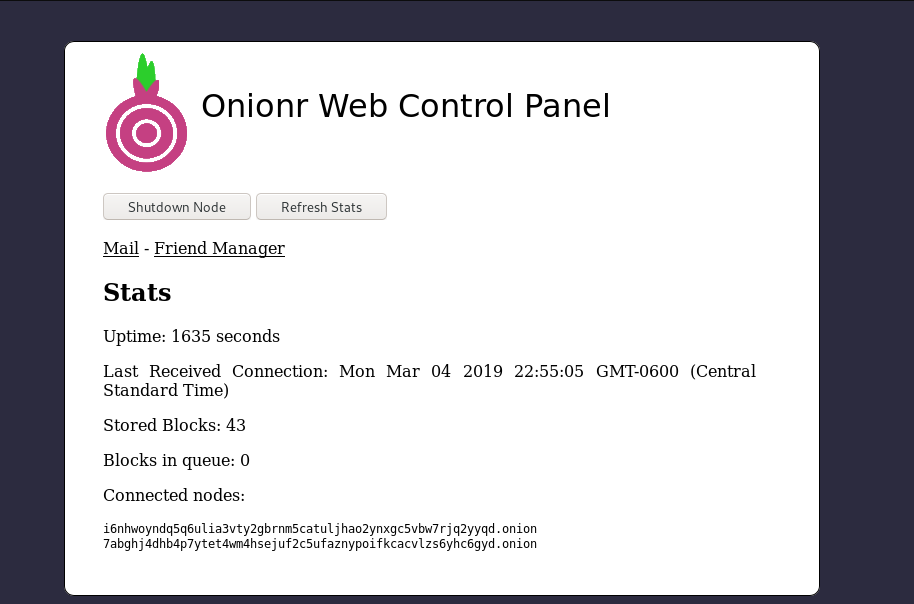 Onionr Web Control Panel
Shutdown Node Refresh Stats
Mail - Friend Manager
Stats
Uptime: 1635 seconds
Last Received Connection: Mon Mar 04 2019 22:55:05 GMT-0600 (Central
Standard Time)
Stored Blocks: 43
Blocks in queue: 0
Connected nodes:
i6nhwoyndq5q6ulia3vty2gbrnm5catuljhao2ynxgc5vbw7rjq2yyqd.onion
7abghj4dhb4p7ytet4wm4hsejuf2c5ufaznypoifkcacvlzs6yhc6gyd.onion